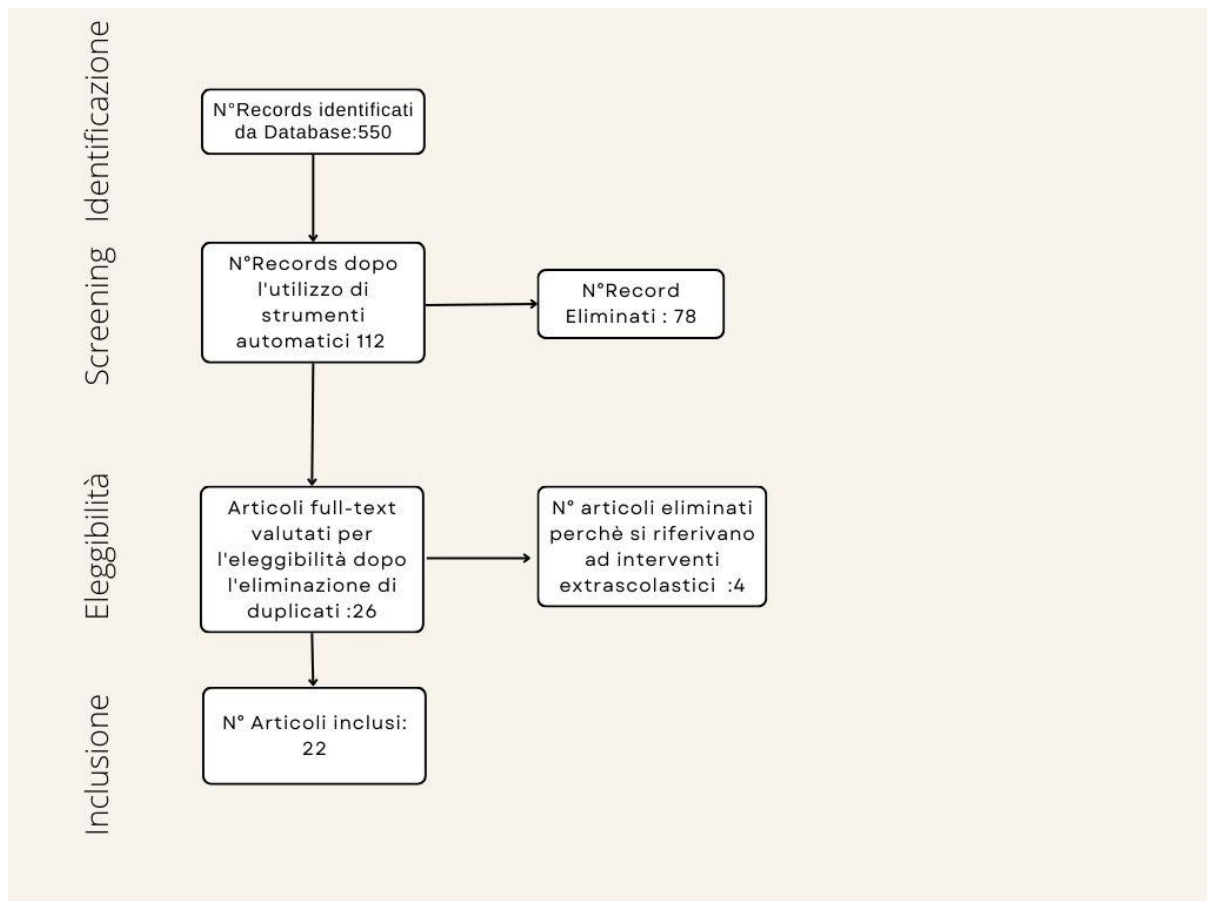 Identificazione
N°Records identificati
da Database:550
Screening
N°Records dopo
l'utilizzo di
strumenti
automatici 112
N°Record
Eliminati : 78
Eleggibilità
Articoli full-text
valutati per
l'eleggibilità dopo
l'eliminazione di
duplicati :26
N° articoli eliminati
perchè si riferivano
ad interventi
extrascolastici :4
Inclusione
N° Articoli inclusi:
22